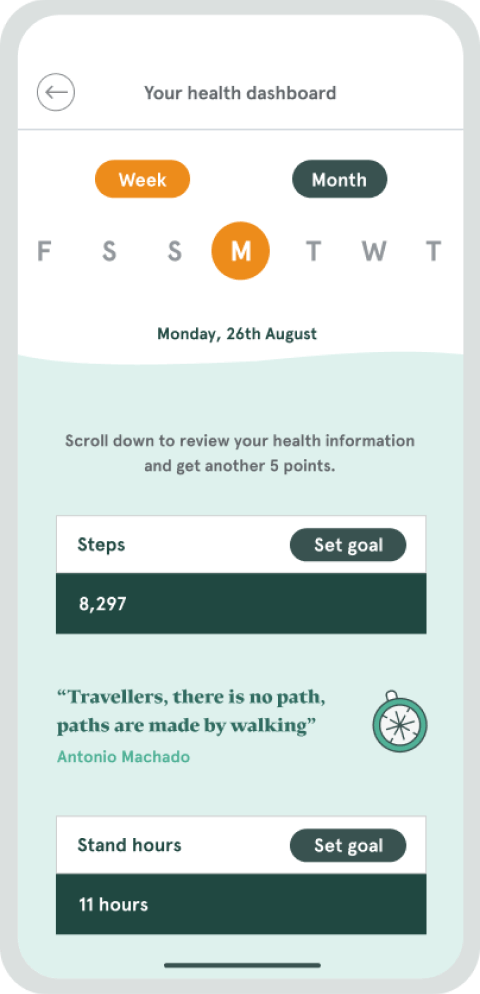 Your health dashboard
Week Month
F S S M T W T
Monday, 26th August
Scroll down to review your health information
and get another 5 points.
Steps Set goal
8,297
“Travellers, there is no path,
paths are made by walking”
Antonio Machado
Stand hours Set goal
11 hours